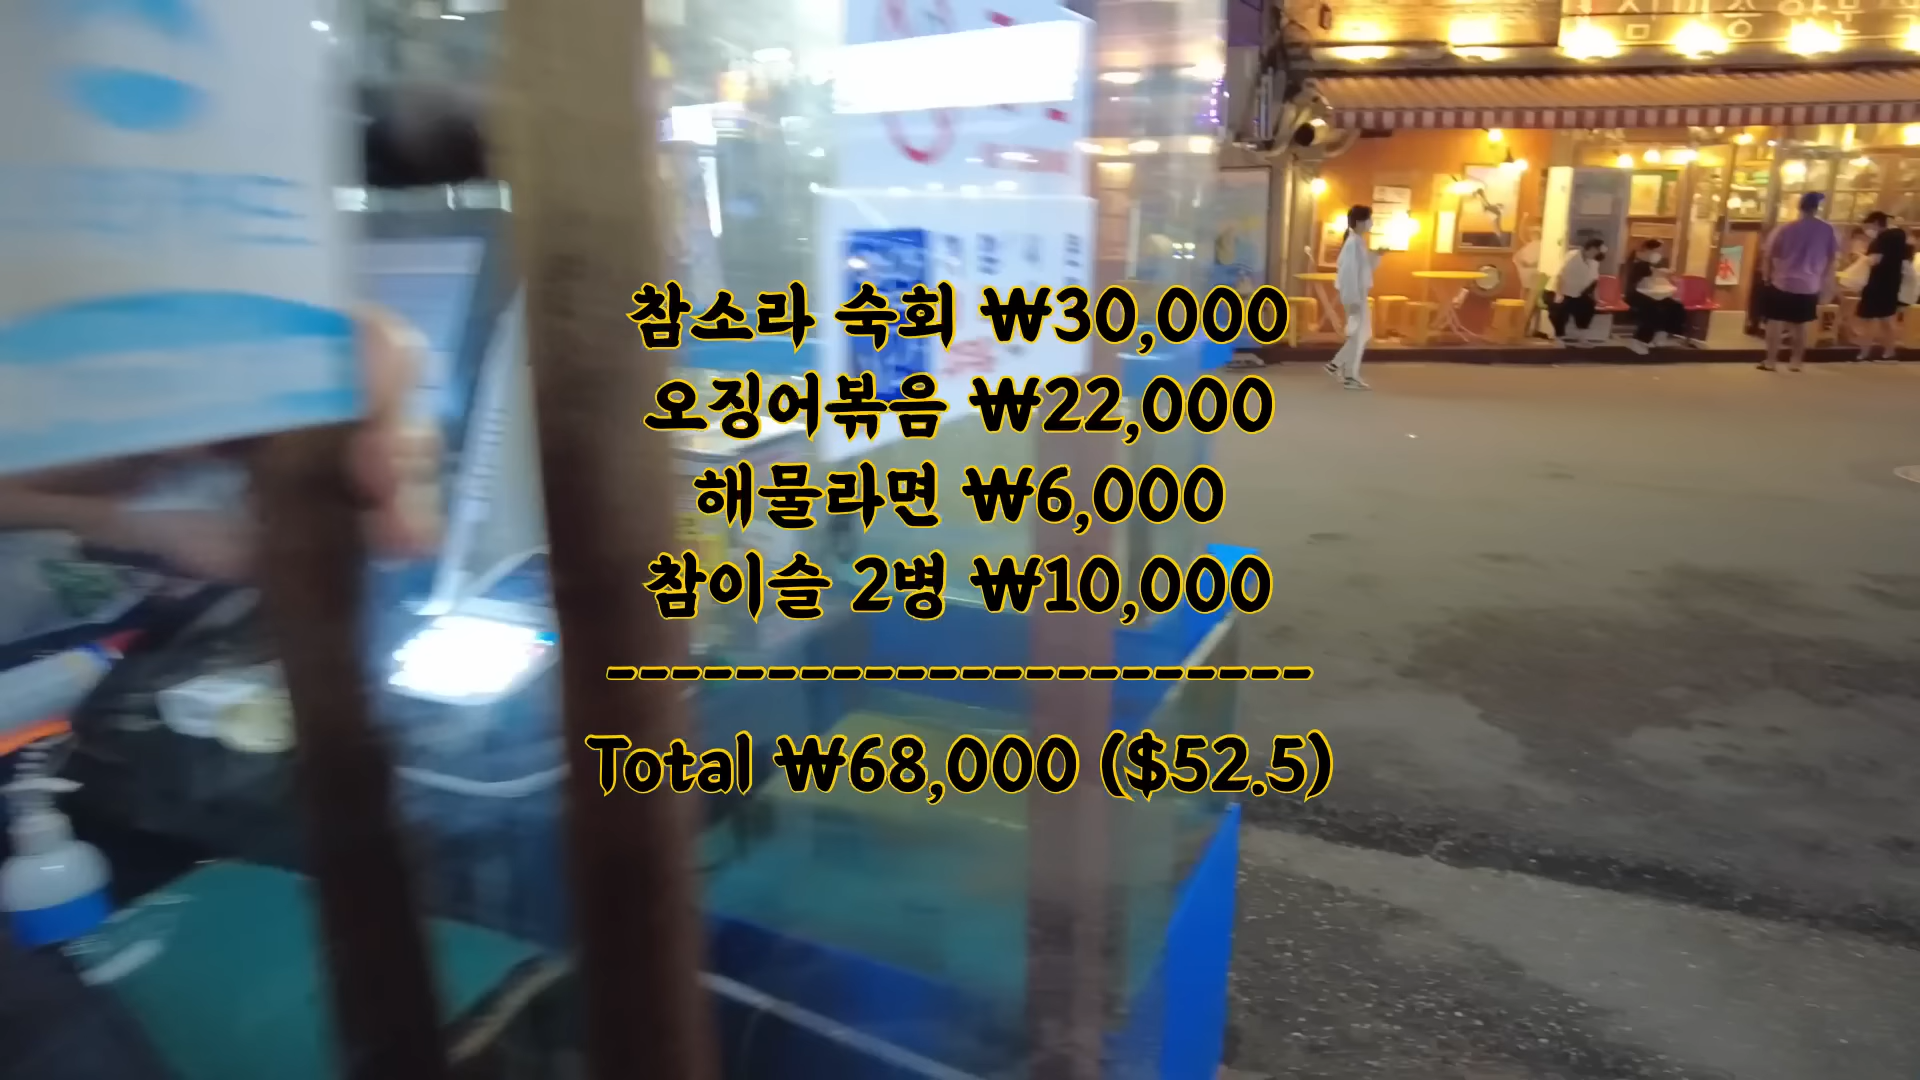 참소라 숙회 ₩30,000
오징어볶음 ₩22,000
해물라면 ₩6,000
참이슬 2병 ₩10,000
----------------------
Total ₩68,000 ($52.5)